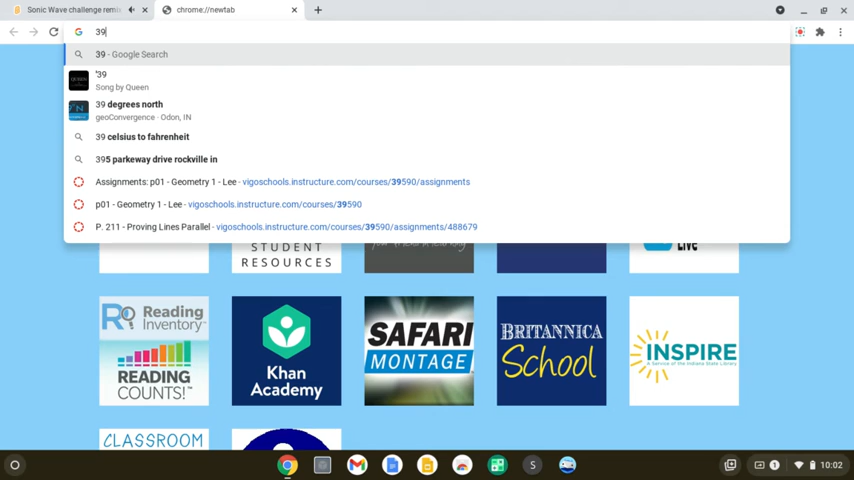 Sonic Wave challenge remi
chrome://newtab
39
39 - Google Search
'39
Song by Queen
39 degrees north
geoConvergence · Odon, IN
39 celsius to fahrenheit
395 parkeway drive rockville in
Assignments: p01 - Geometry 1 - Lee - vigoschools.instructure.com/courses/39590/assignments
p01 - Geometry 1 - Lee - vigoschools.instructure.com/courses/39590
P. 211 - Proving Lines Parallel - vigoschools.instructure.com/courses/39590/assignments/488679
STUDENT
RESOURCES
LIVE
Reading
Inventory
READING
COUNTS!
Khan
Academy
SAFARI
MONTAGE
BRITANNICA
School
INSPIRE
A Service of the Indiana State Library
CLASSROOM
S
1
10:02